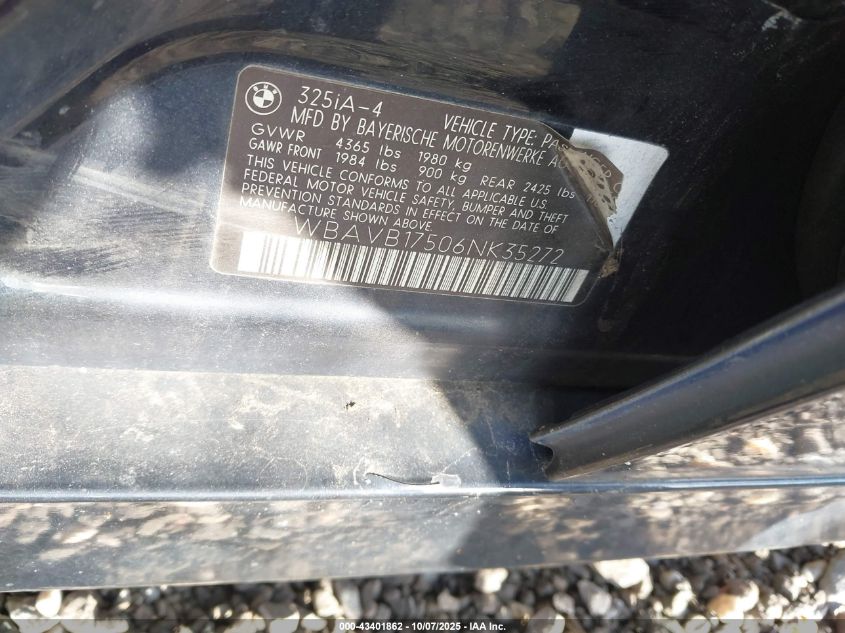 BMW
325iA-4
VEHICLE TYPE: PASSENGER C
MFD BY BAYERISCHE MOTORENWERKE AG
GVWR 4365 lbs 1980 kg
GAWR FRONT 1984 lbs 900 kg REAR 2425 lbs
THIS VEHICLE CONFORMS TO ALL APPLICABLE U.S.
FEDERAL MOTOR VEHICLE SAFETY, BUMPER AND THEFT
PREVENTION STANDARDS IN EFFECT ON THE DATE OF
MANUFACTURE SHOWN ABOVE.
WBAVB17506NK35272
000-43401862 - 10/07/2025 - IAA Inc.